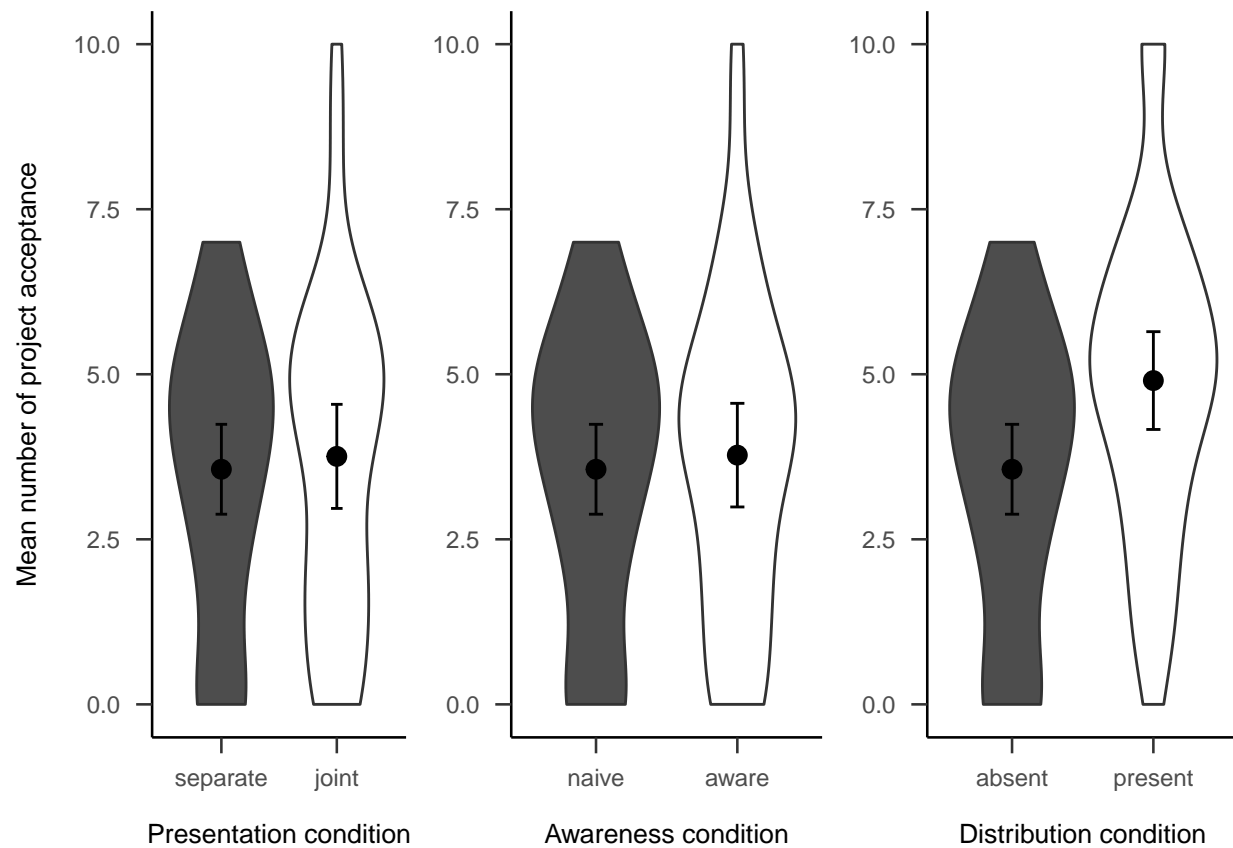 Mean number of project acceptance
10.0
7.5
5.0
2.5
0.0
separate joint
Presentation condition
10.0
7.5
5.0
2.5
0.0
naive aware
Awareness condition
10.0
7.5
5.0
2.5
0.0
absent present
Distribution condition